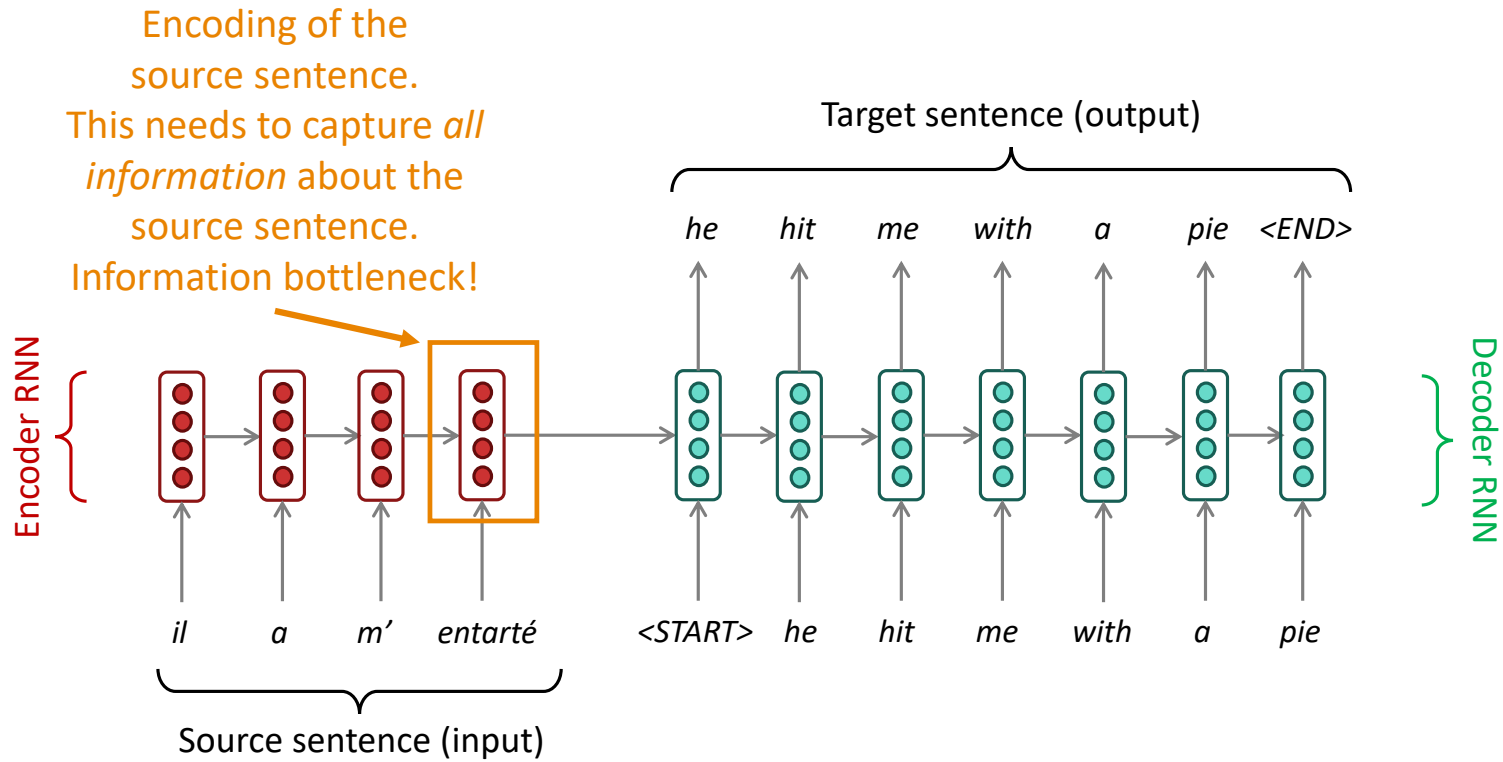 Encoding of the
source sentence.
This needs to capture all
information about the
source sentence.
Information bottleneck!
Target sentence (output)
he hit me with a pie <END>
Encoder RNN
Decoder RNN
il a m’ entarté <START> he hit me with a pie
Source sentence (input)